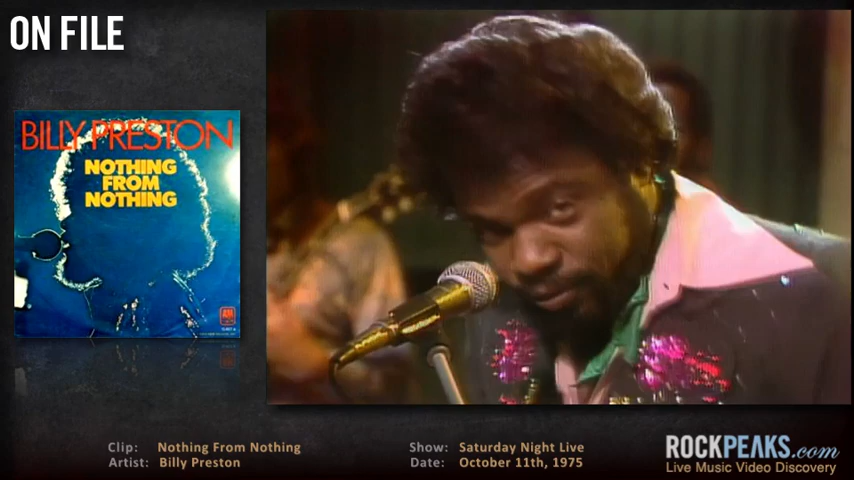 ON FILE
BILLY PRESTON
NOTHING
FROM
NOTHING
A&M
Clip: Nothing From Nothing
Artist: Billy Preston
Show: Saturday Night Live
Date: October 11th, 1975
ROCKPEAKS.com
Live Music Video Discovery